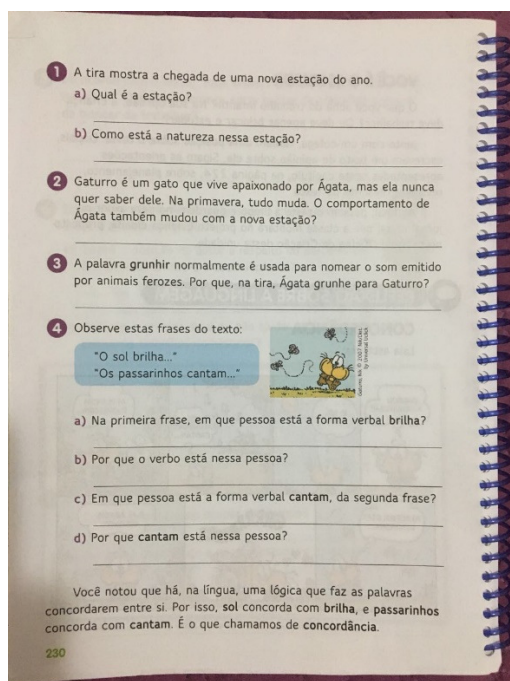 1 A tira mostra a chegada de uma nova estação do ano.
a) Qual é a estação?
b) Como está a natureza nessa estação?
2 Gaturro é um gato que vive apaixonado por Ágata, mas ela nunca
quer saber dele. Na primavera, tudo muda. O comportamento de
Ágata também mudou com a nova estação?
3 A palavra grunhir normalmente é usada para nomear o som emitido
por animais ferozes. Por que, na tira, Ágata grunhe para Gaturro?
4 Observe estas frases do texto:
"O sol brilha..."
"Os passarinhos cantam..."
a) Na primeira frase, em que pessoa está a forma verbal brilha?
b) Por que o verbo está nessa pessoa?
c) Em que pessoa está a forma verbal cantam, da segunda frase?
d) Por que cantam está nessa pessoa?
Você notou que há, na língua, uma lógica que faz as palavras
concordarem entre si. Por isso, sol concorda com brilha, e passarinhos
concorda com cantam. É o que chamamos de concordância.
230